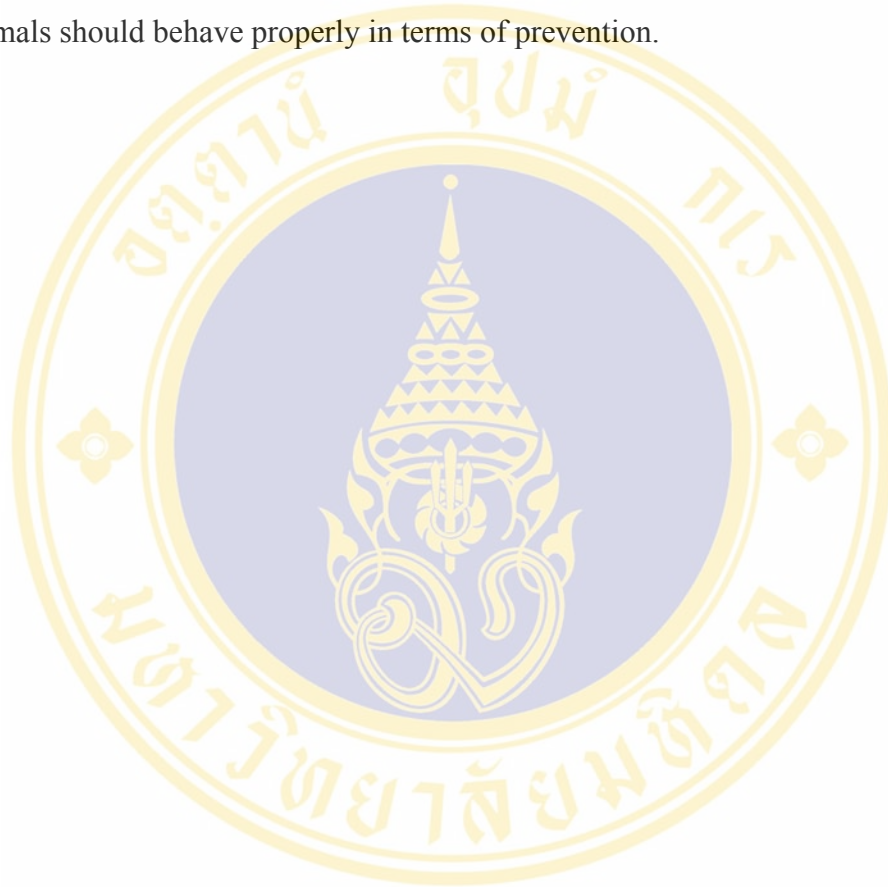 mals should behave properly in terms of prevention.
อตฺตานํ อุปมํ กเร
มหาวิทยาลัยมหิดล